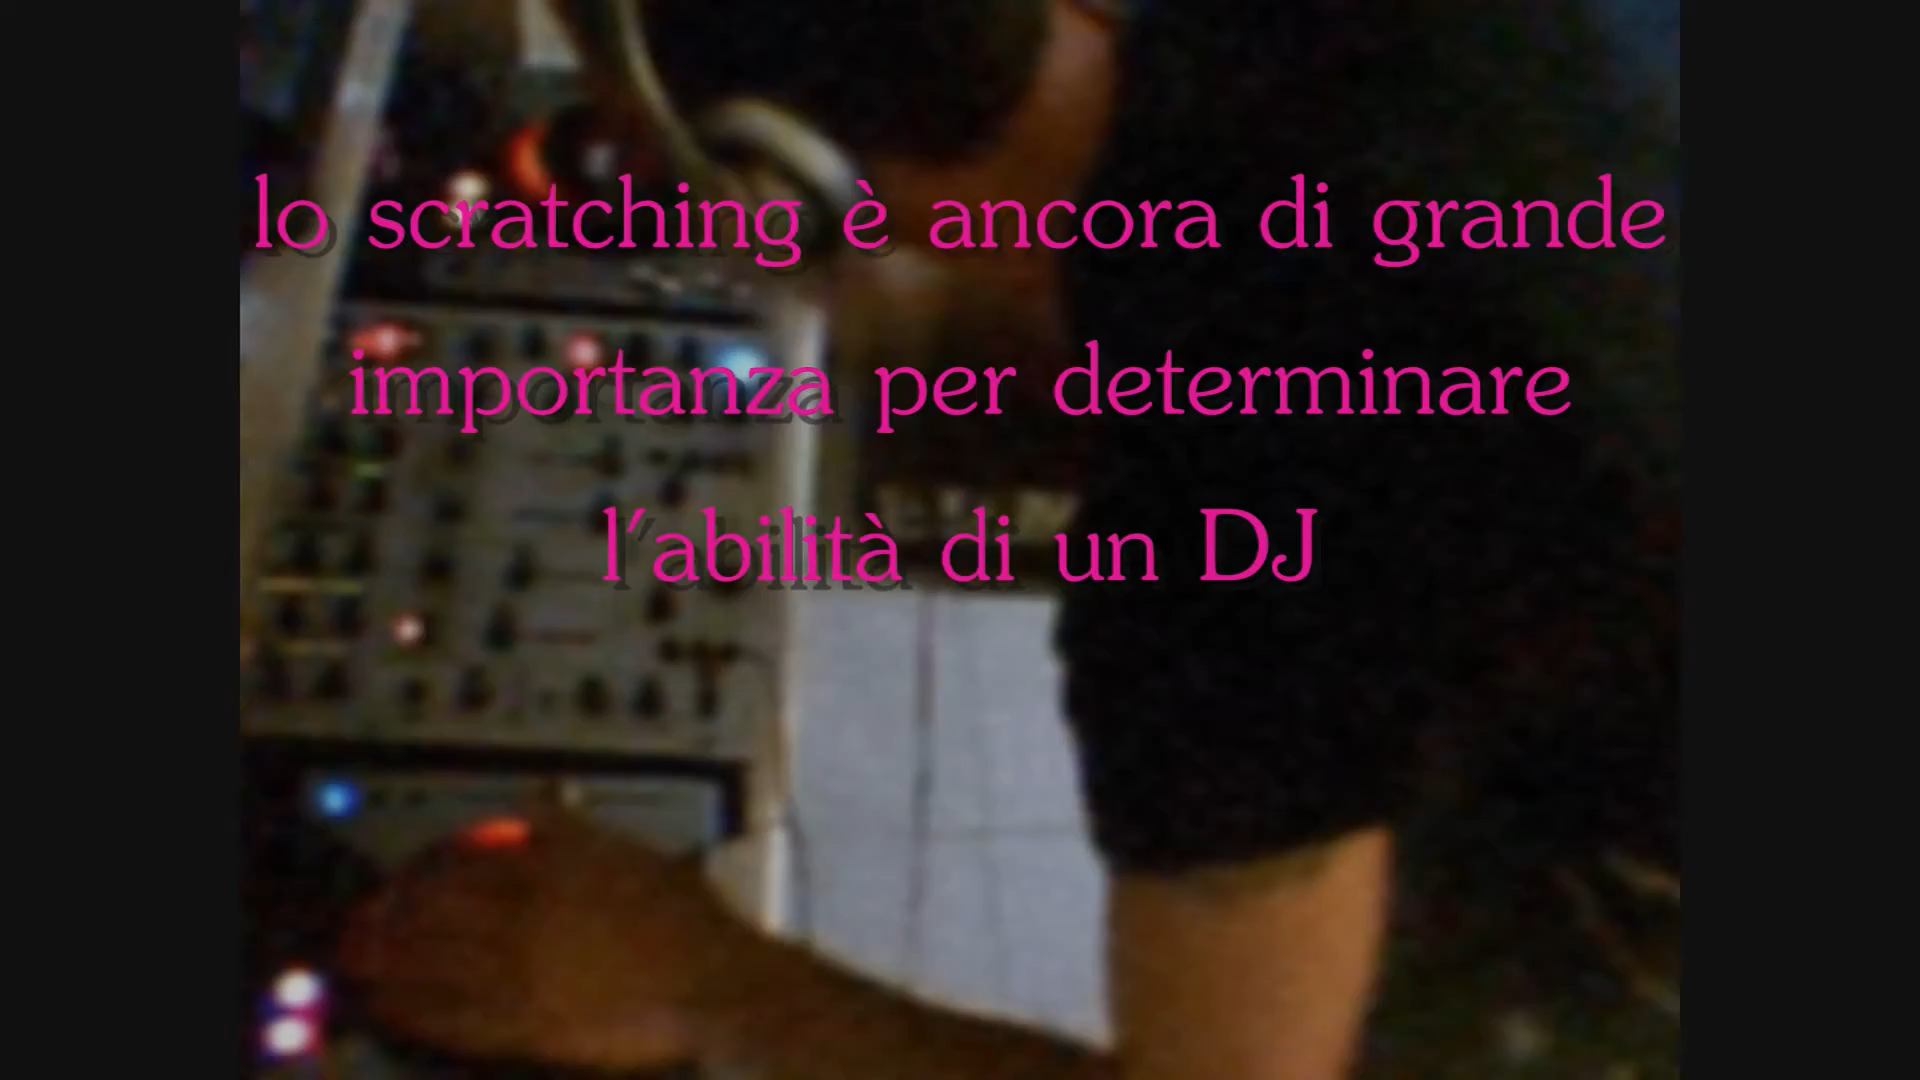 lo scratching è ancora di grande
importanza per determinare
l'abilità di un DJ